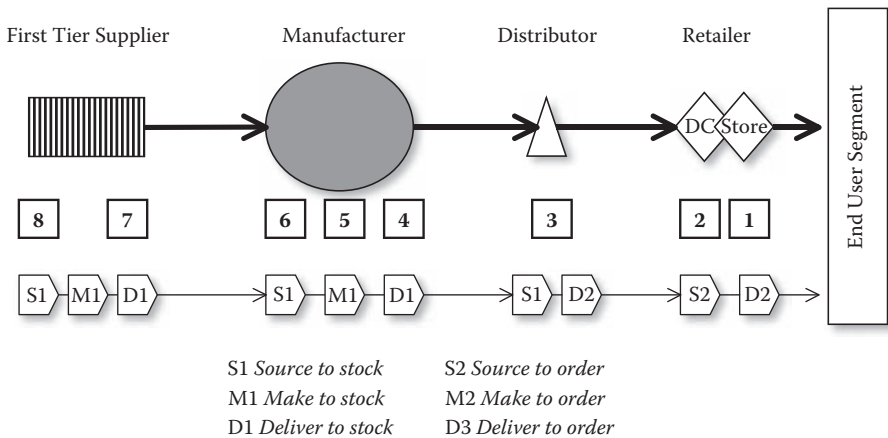 First Tier Supplier Manufacturer Distributor Retailer
DC Store
End User Segment
8 7 6 5 4 3 2 1
S1 M1 D1 S1 M1 D1 S1 D2 S2 D2
S1 Source to stock S2 Source to order
M1 Make to stock M2 Make to order
D1 Deliver to stock D3 Deliver to order